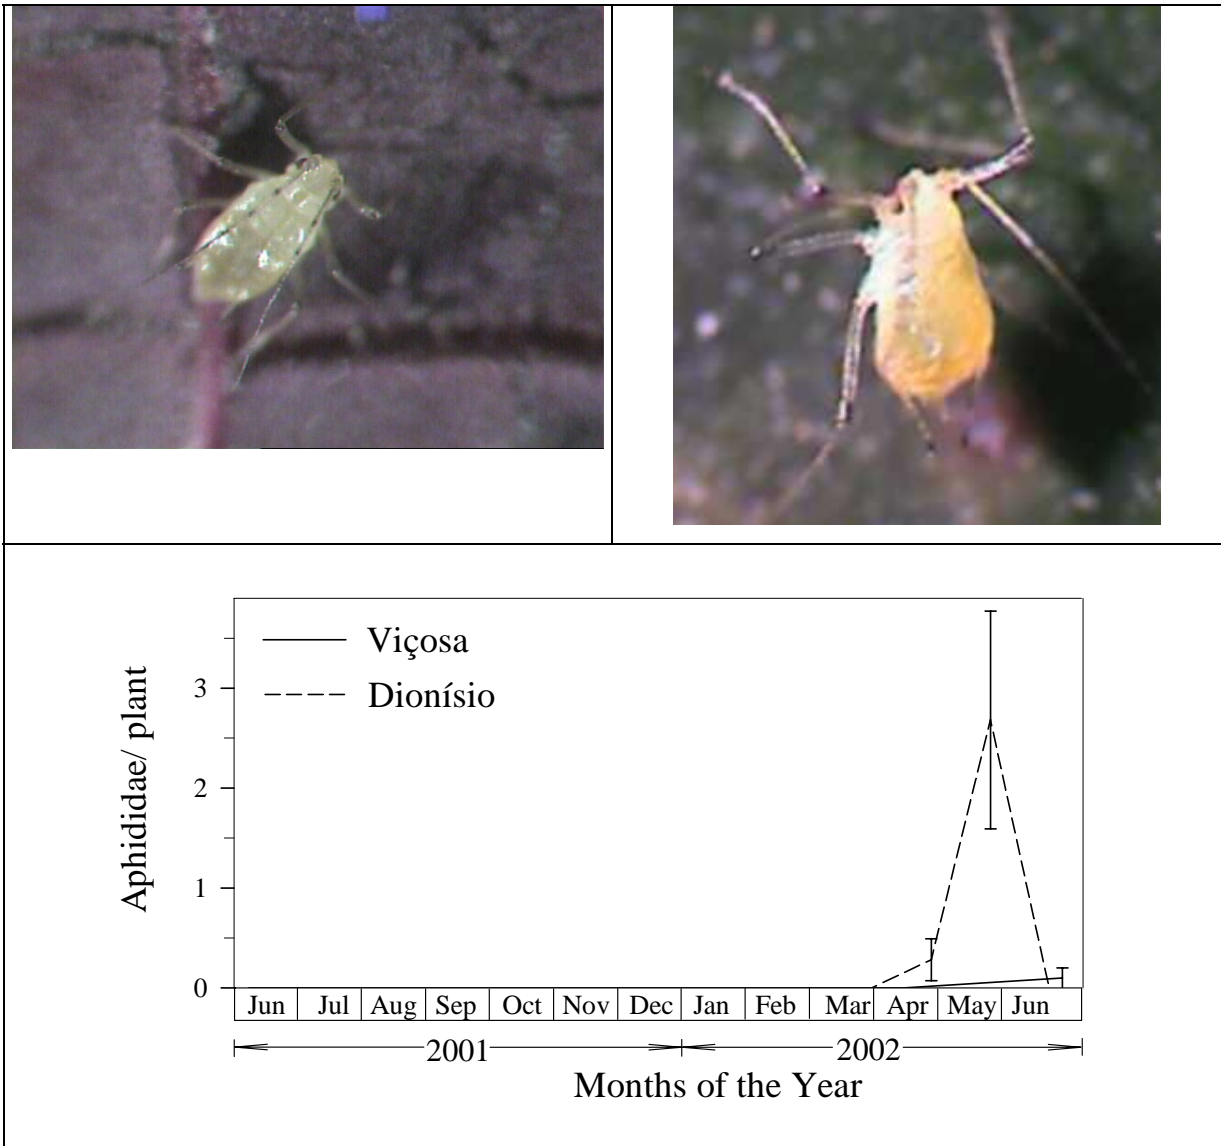 Viçosa
Dionísio
Aphididae/ plant
3
2
1
0
Jun Jul Aug Sep Oct Nov Dec Jan Feb Mar Apr May Jun
2001 2002
Months of the Year